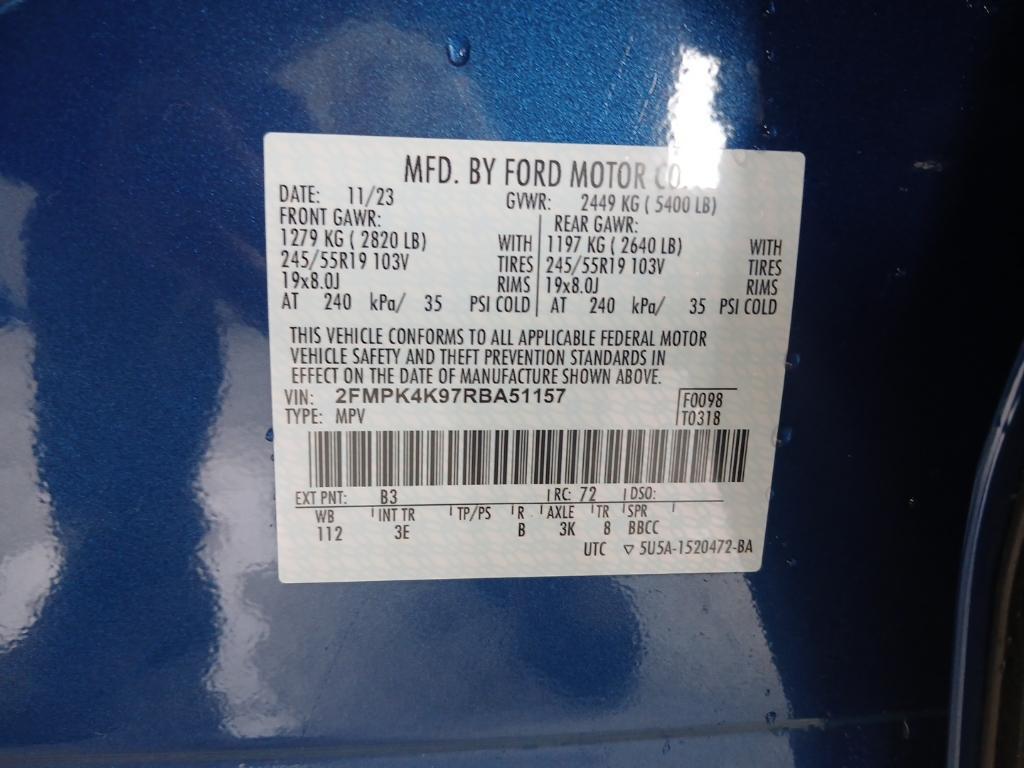 MFD. BY FORD MOTOR CO.
DATE: 11/23 GVWR: 2449 KG ( 5400 LB)
FRONT GAWR: REAR GAWR:
1279 KG ( 2820 LB) WITH 1197 KG ( 2640 LB) WITH
245/55R19 103V TIRES 245/55R19 103V TIRES
19x8.0J RIMS 19x8.0J RIMS
AT 240 kPa/ 35 PSI COLD AT 240 kPa/ 35 PSI COLD
THIS VEHICLE CONFORMS TO ALL APPLICABLE FEDERAL MOTOR
VEHICLE SAFETY AND THEFT PREVENTION STANDARDS IN
EFFECT ON THE DATE OF MANUFACTURE SHOWN ABOVE.
VIN: 2FMPK4K97RBA51157 F0098
TYPE: MPV T0318
EXT PNT: B3 RC: 72 DSO:
WB INT TR TP/PS R AXLE TR SPR
112 3E B 3K 8 BBCC
UTC ▽ 5U5A-1520472-BA